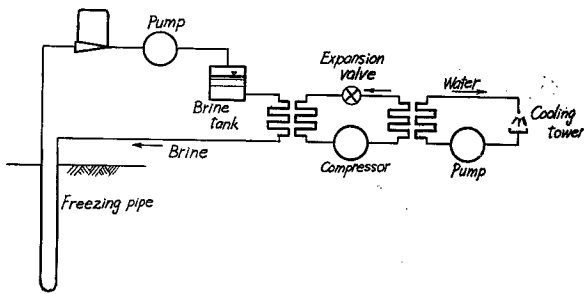 Pump
Expansion
valve
Water
Brine
tank
Cooling
tower
Brine
Compressor
Pump
Freezing pipe